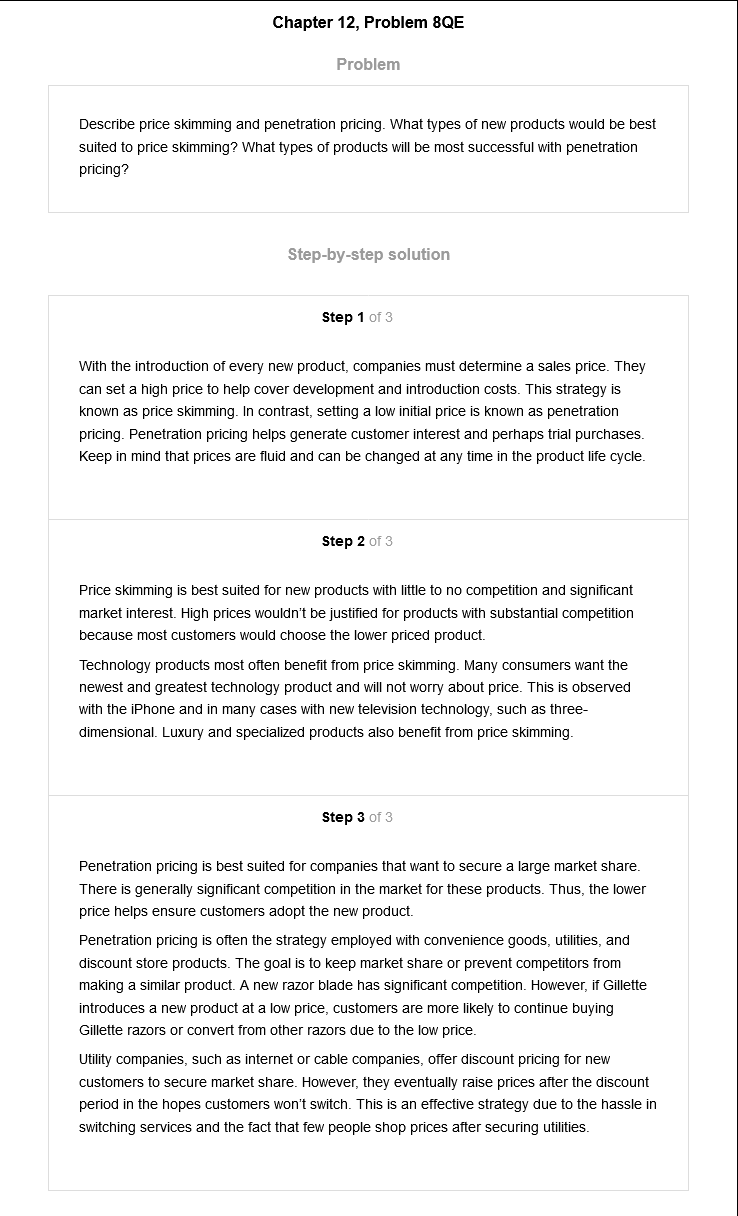 Chapter 12, Problem 8QE
Problem
Describe price skimming and penetration pricing. What types of new products would be best
suited to price skimming? What types of products will be most successful with penetration
pricing?
Step-by-step solution
Step 1 of 3
With the introduction of every new product, companies must determine a sales price. They
can set a high price to help cover development and introduction costs. This strategy is
known as price skimming. In contrast, setting a low initial price is known as penetration
pricing. Penetration pricing helps generate customer interest and perhaps trial purchases.
Keep in mind that prices are fluid and can be changed at any time in the product life cycle.
Step 2 of 3
Price skimming is best suited for new products with little to no competition and significant
market interest. High prices wouldn't be justified for products with substantial competition
because most customers would choose the lower priced product.
Technology products most often benefit from price skimming. Many consumers want the
newest and greatest technology product and will not worry about price. This is observed
with the iPhone and in many cases with new television technology, such as three-
dimensional. Luxury and specialized products also benefit from price skimming.
Step 3 of 3
Penetration pricing is best suited for companies that want to secure a large market share.
There is generally significant competition in the market for these products. Thus, the lower
price helps ensure customers adopt the new product.
Penetration pricing is often the strategy employed with convenience goods, utilities, and
discount store products. The goal is to keep market share or prevent competitors from
making a similar product. A new razor blade has significant competition. However, if Gillette
introduces a new product at a low price, customers are more likely to continue buying
Gillette razors or convert from other razors due to the low price.
Utility companies, such as internet or cable companies, offer discount pricing for new
customers to secure market share. However, they eventually raise prices after the discount
period in the hopes customers won't switch. This is an effective strategy due to the hassle in
switching services and the fact that few people shop prices after securing utilities.